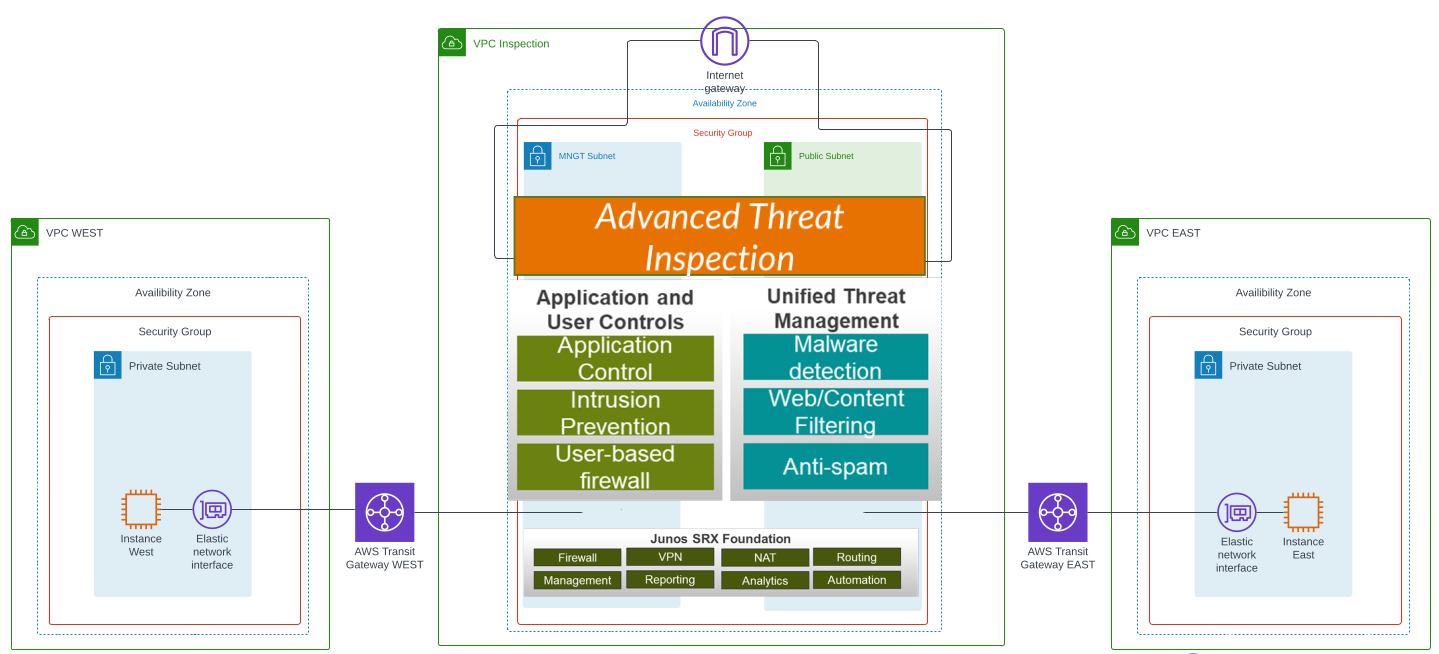 VPC Inspection
Internet
gateway
Availability Zone
Security Group
MNGT Subnet
Public Subnet
Advanced Threat
Inspection
VPC WEST
Availibility Zone
Security Group
Private Subnet
Instance
West
Elastic
network
interface
AWS Transit
Gateway WEST
Application and
User Controls
Application
Control
Intrusion
Prevention
User-based
firewall
Unified Threat
Management
Malware
detection
Web/Content
Filtering
Anti-spam
Junos SRX Foundation
Firewall
VPN
NAT
Routing
Management
Reporting
Analytics
Automation
AWS Transit
Gateway EAST
VPC EAST
Availibility Zone
Security Group
Private Subnet
Elastic
network
interface
Instance
East